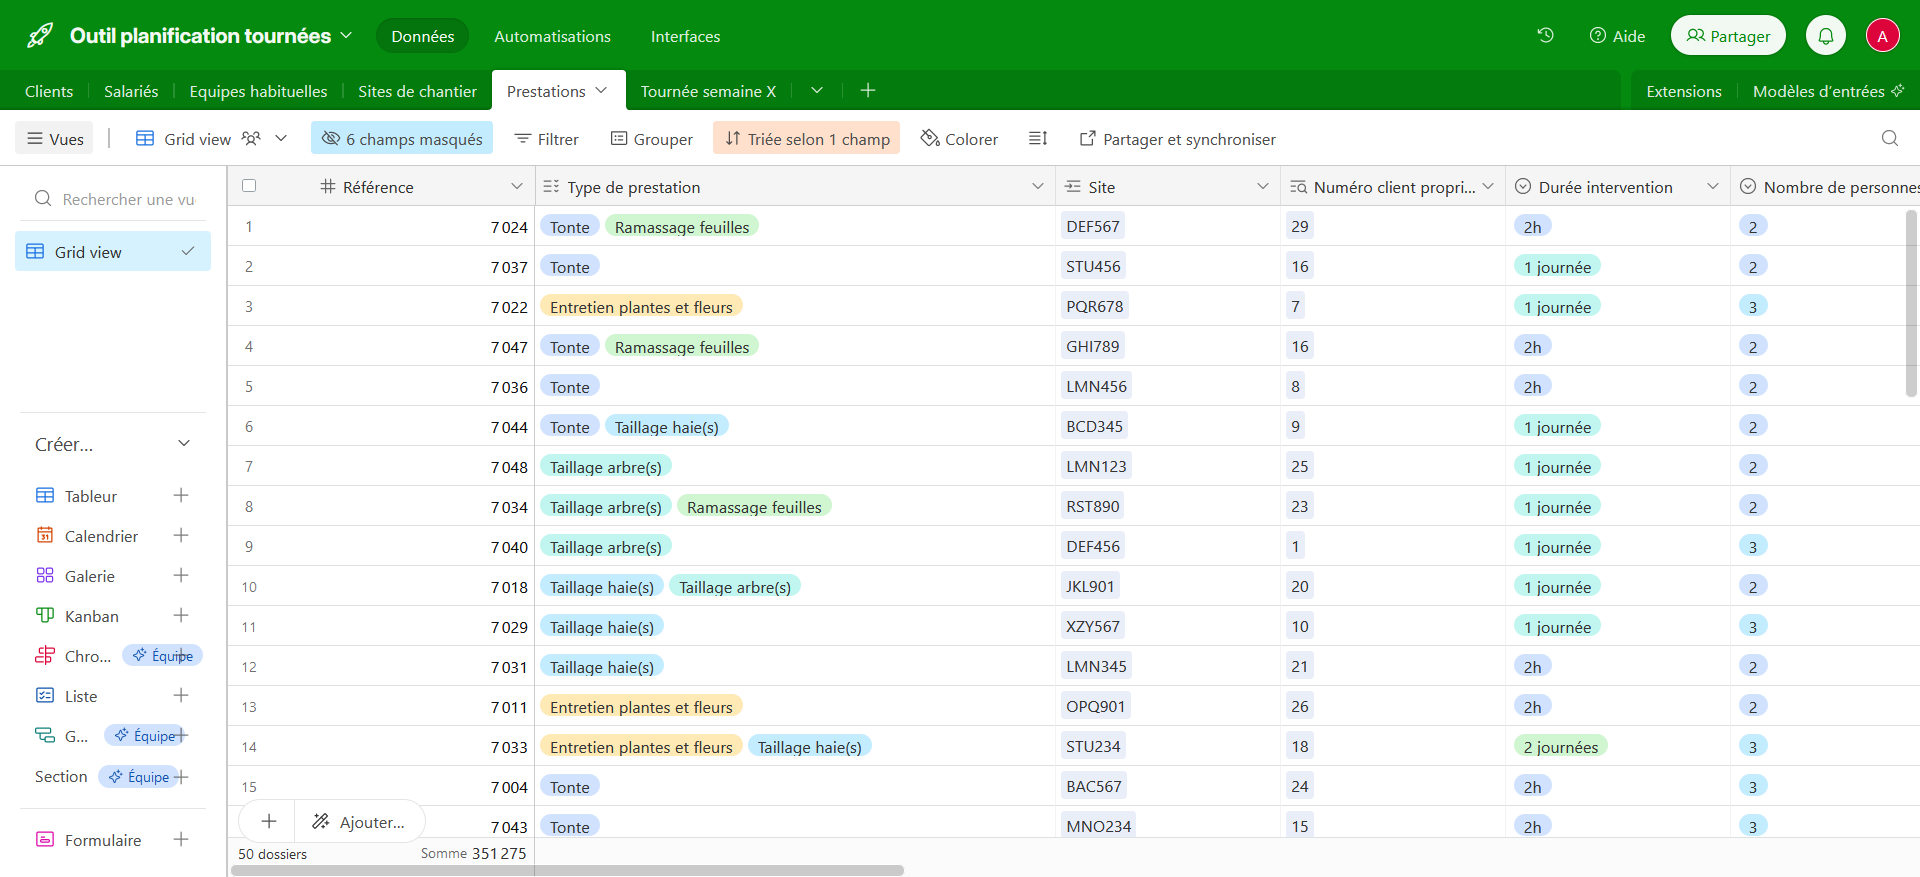 Outil planification tournées Données Automatisations Interfaces Aide Partager A
Clients Salariés Equipes habituelles Sites de chantier Prestations Tournée semaine X Extensions Modèles d'entrées
Vues Grid view 6 champs masqués Filtrer Grouper Triée selon 1 champ Colorer Partager et synchroniser
Rechercher une vu
Grid view
Créer...
Tableur
Calendrier
Galerie
Kanban
Chro... Équipe
Liste
G... Équipe
Section Équipe
Formulaire
Référence Type de prestation Site Numéro client propri... Durée intervention Nombre de personnes
1 7 024 Tonte Ramassage feuilles DEF567 29 2h 2
2 7 037 Tonte STU456 16 1 journée 2
3 7 022 Entretien plantes et fleurs PQR678 7 1 journée 3
4 7 047 Tonte Ramassage feuilles GHI789 16 2h 2
5 7 036 Tonte LMN456 8 2h 2
6 7 044 Tonte Taillage haie(s) BCD345 9 1 journée 2
7 7 048 Taillage arbre(s) LMN123 25 1 journée 2
8 7 034 Taillage arbre(s) Ramassage feuilles RST890 23 1 journée 2
9 7 040 Taillage arbre(s) DEF456 1 1 journée 3
10 7 018 Taillage haie(s) Taillage arbre(s) JKL901 20 1 journée 2
11 7 029 Taillage haie(s) XZY567 10 1 journée 3
12 7 031 Taillage haie(s) LMN345 21 2h 2
13 7 011 Entretien plantes et fleurs OPQ901 26 2h 2
14 7 033 Entretien plantes et fleurs Taillage haie(s) STU234 18 2 journées 3
15 7 004 Tonte BAC567 24 2h 3
Ajouter... 7 043 Tonte MNO234 15 2h 3
50 dossiers Somme 351 275